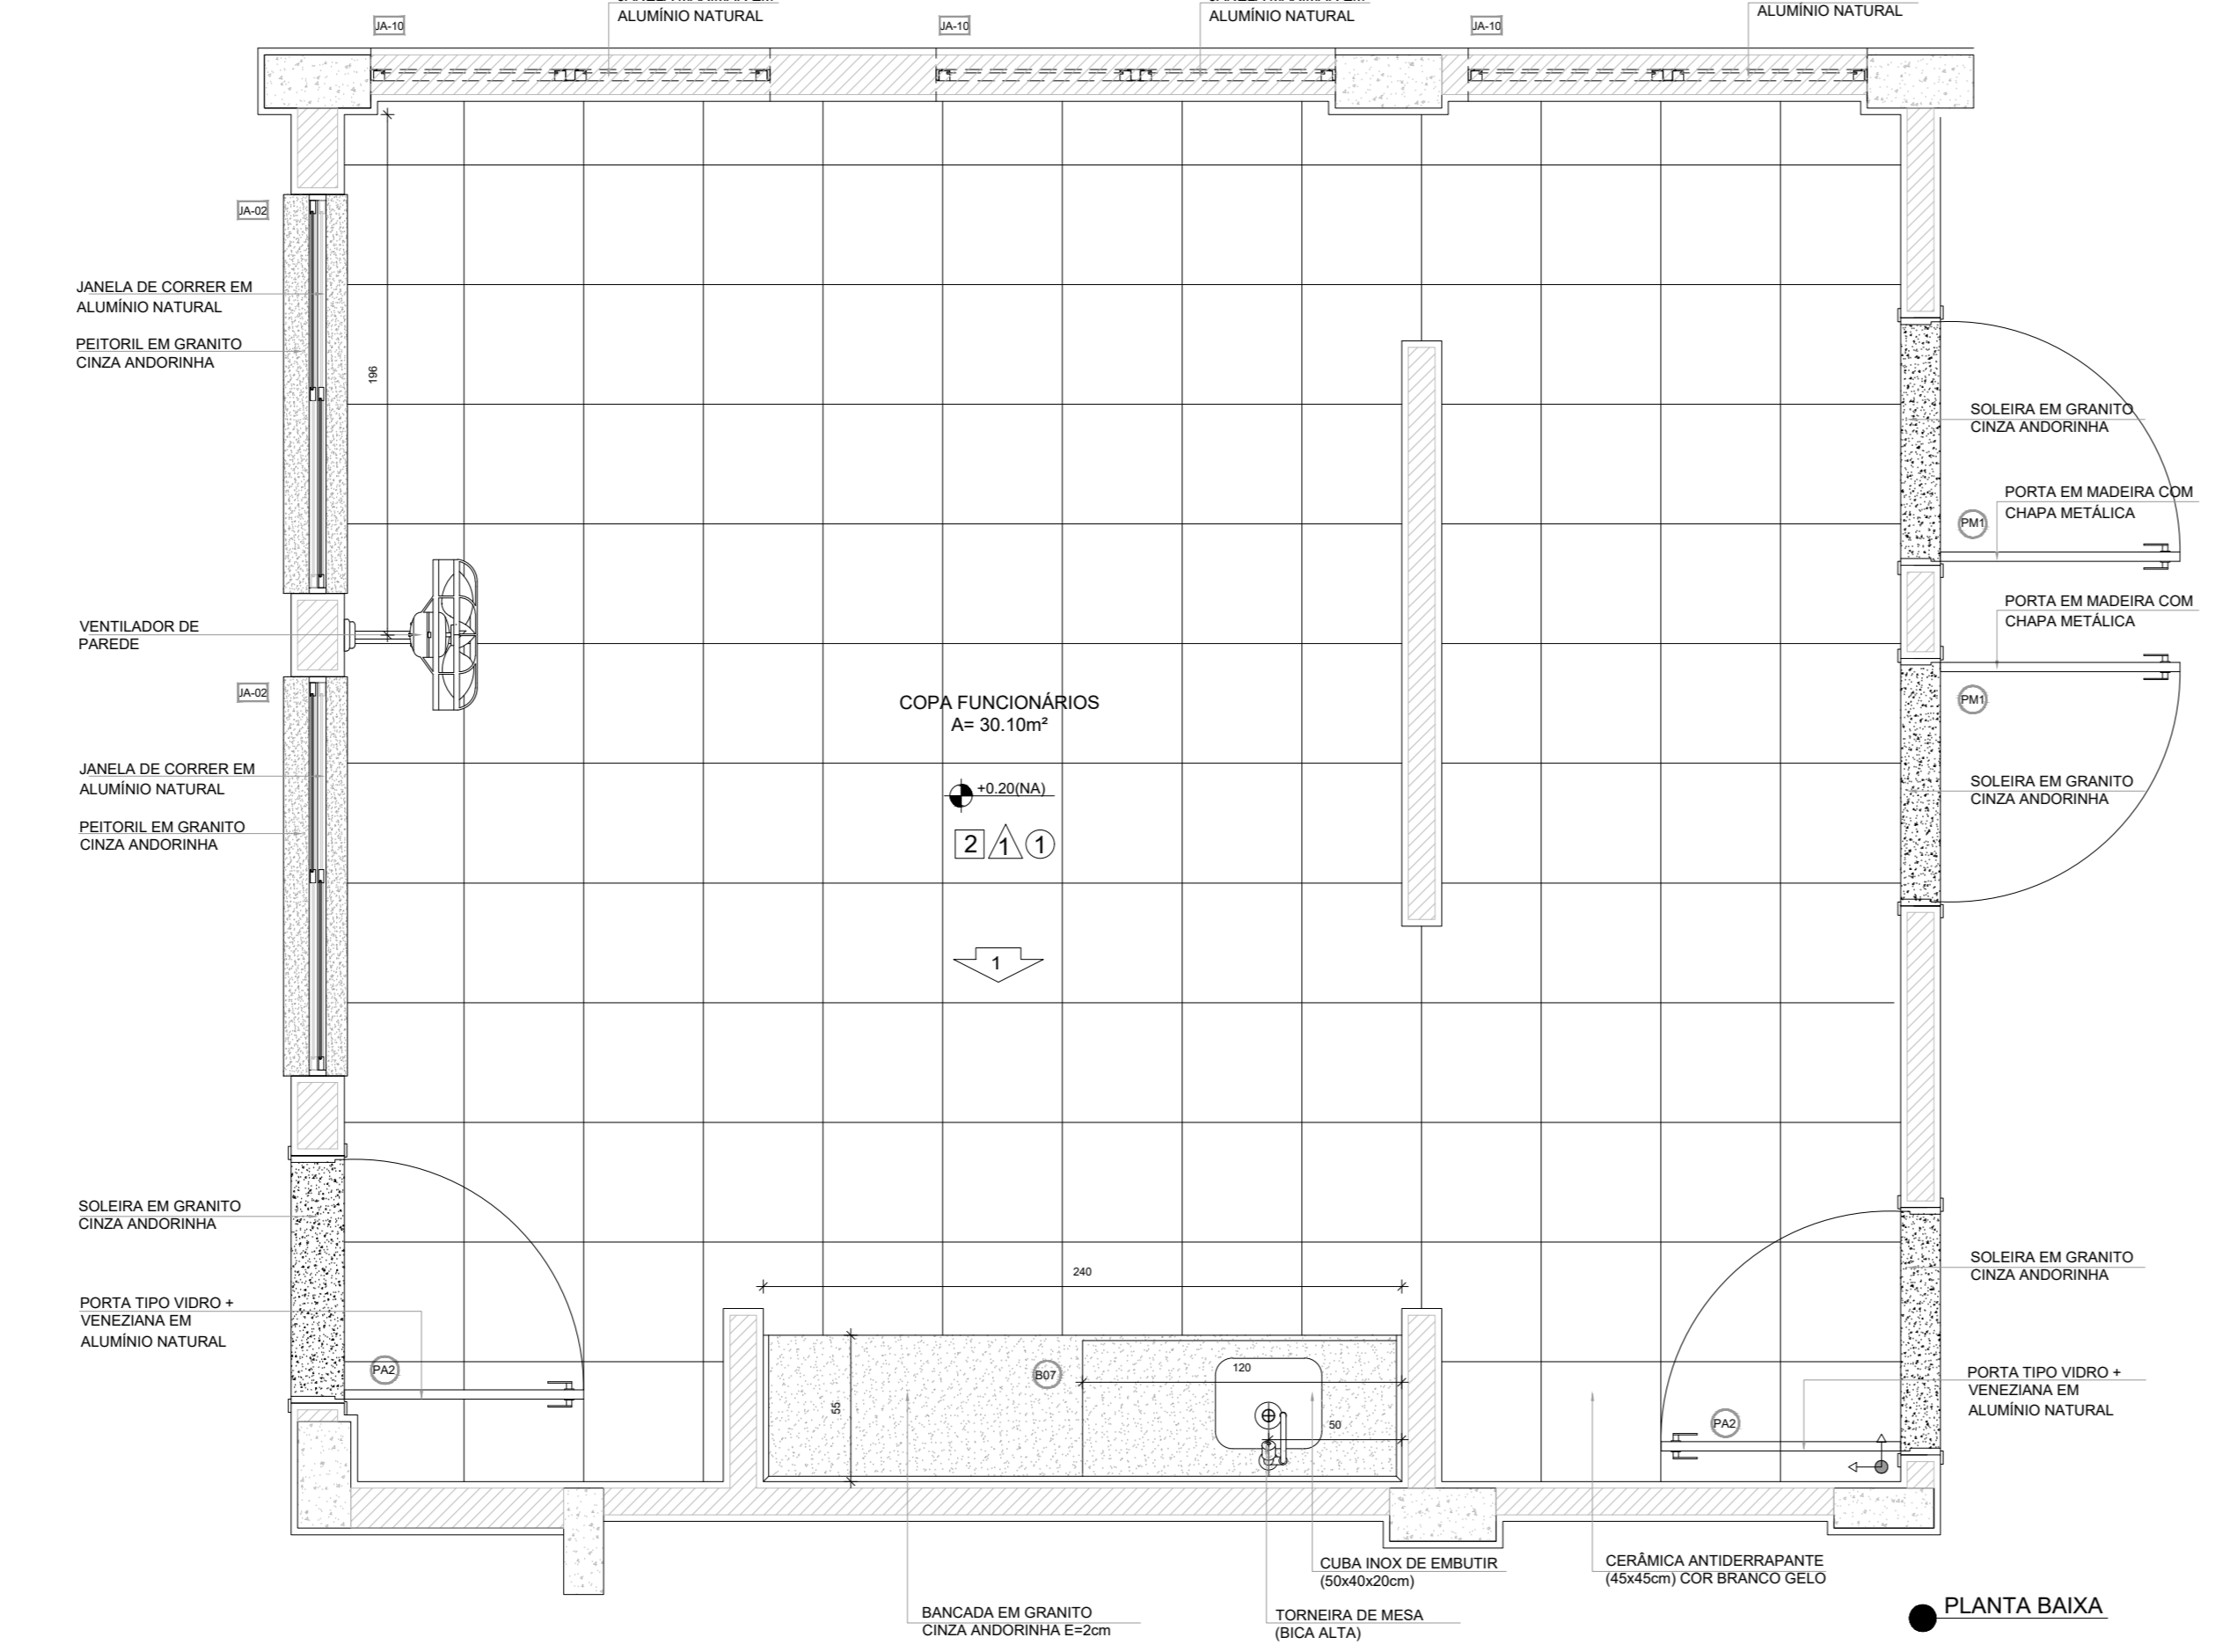 ALUMÍNIO NATURAL
ALUMÍNIO NATURAL
ALUMÍNIO NATURAL
JA-10
JA-10
JA-10
JA-02
JANELA DE CORRER EM
ALUMÍNIO NATURAL
PEITORIL EM GRANITO
CINZA ANDORINHA
196
SOLEIRA EM GRANITO
CINZA ANDORINHA
PORTA EM MADEIRA COM
CHAPA METÁLICA
PM1
PORTA EM MADEIRA COM
CHAPA METÁLICA
PM1
VENTILADOR DE
PAREDE
JA-02
COPA FUNCIONÁRIOS
A= 30.10m²
+0.20(NA)
2 1 1
1
JANELA DE CORRER EM
ALUMÍNIO NATURAL
PEITORIL EM GRANITO
CINZA ANDORINHA
SOLEIRA EM GRANITO
CINZA ANDORINHA
SOLEIRA EM GRANITO
CINZA ANDORINHA
PORTA TIPO VIDRO +
VENEZIANA EM
ALUMÍNIO NATURAL
PA2
240
B07
120
55
50
SOLEIRA EM GRANITO
CINZA ANDORINHA
PORTA TIPO VIDRO +
VENEZIANA EM
ALUMÍNIO NATURAL
PA2
CUBA INOX DE EMBUTIR
(50x40x20cm)
CERÂMICA ANTIDERRAPANTE
(45x45cm) COR BRANCO GELO
BANCADA EM GRANITO
CINZA ANDORINHA E=2cm
TORNEIRA DE MESA
(BICA ALTA)
PLANTA BAIXA